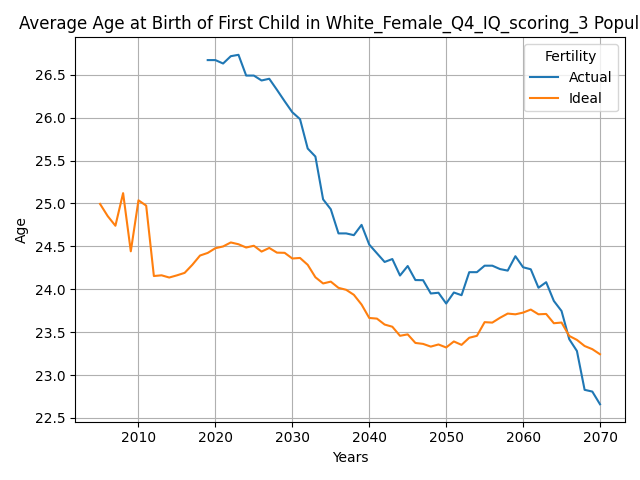 Average Age at Birth of First Child in White_Female_Q4_IQ_scoring_3 Popul
Fertility
Actual
Ideal
Age
26.5
26.0
25.5
25.0
24.5
24.0
23.5
23.0
22.5
2010 2020 2030 2040 2050 2060 2070
Years